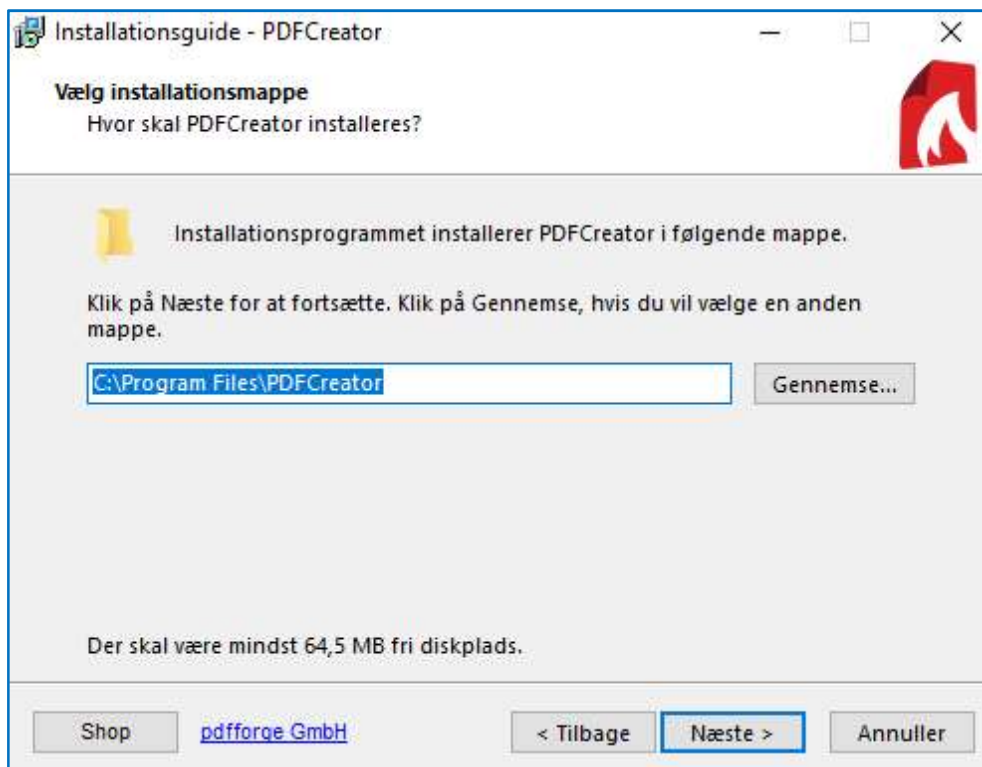 Installationsguide - PDFCreator
Vælg installationsmappe
Hvor skal PDFCreator installeres?
Installationsprogrammet installerer PDFCreator i følgende mappe.
Klik på Næste for at fortsætte. Klik på Gennemse, hvis du vil vælge en anden
mappe.
C:\Program Files\PDFCreator
Gennemse...
Der skal være mindst 64,5 MB fri diskplads.
Shop
pdfforge GmbH
< Tilbage
Næste >
Annuller